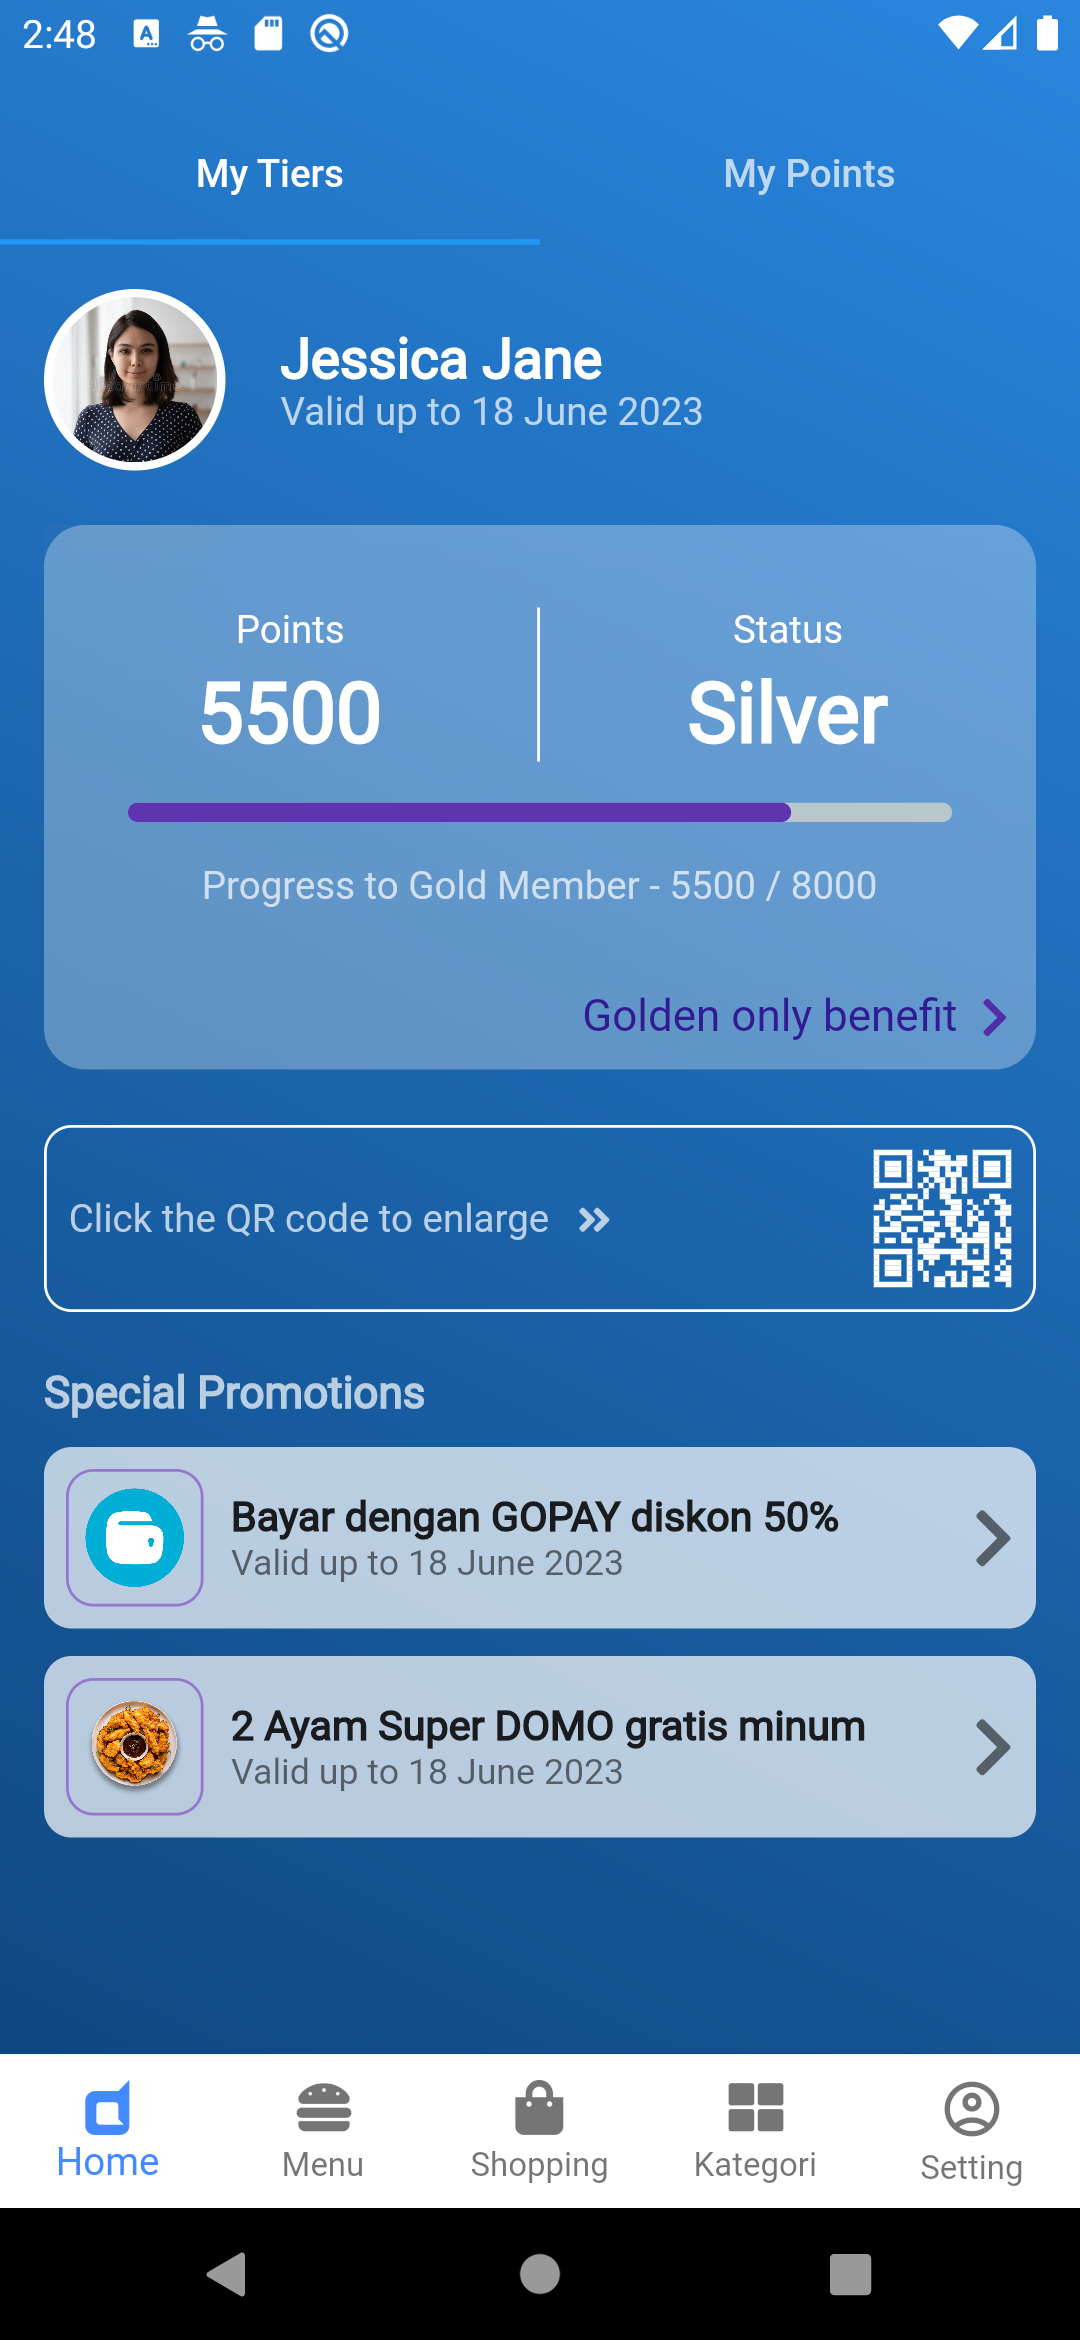 2:48
My Tiers
My Points
Jessica Jane
Valid up to 18 June 2023
Points
Status
5500
Silver
Progress to Gold Member - 5500 / 8000
Golden only benefit
Click the QR code to enlarge
Special Promotions
Bayar dengan GOPAY diskon 50%
Valid up to 18 June 2023
2 Ayam Super DOMO gratis minum
Valid up to 18 June 2023
Home
Menu
Shopping
Kategori
Setting